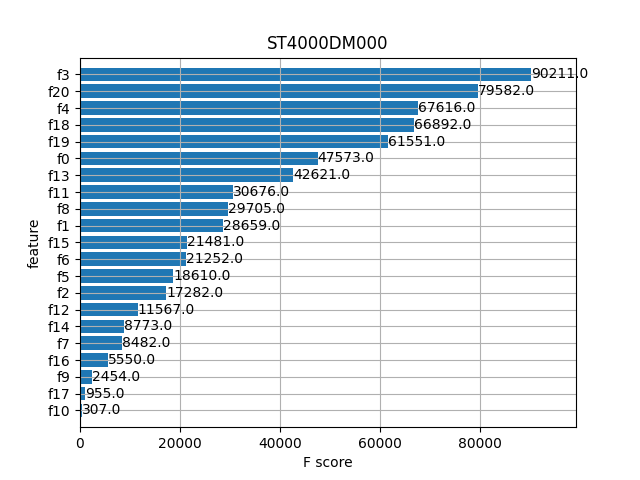 ST4000DM000
f3 90211.0
f20 79582.0
f4 67616.0
f18 66892.0
f19 61551.0
f0 47573.0
f13 42621.0
f11 30676.0
f8 29705.0
f1 28659.0
f15 21481.0
f6 21252.0
f5 18610.0
f2 17282.0
f12 11567.0
f14 8773.0
f7 8482.0
f16 5550.0
f9 2454.0
f17 955.0
f10 307.0
feature
0 20000 40000 60000 80000
F score